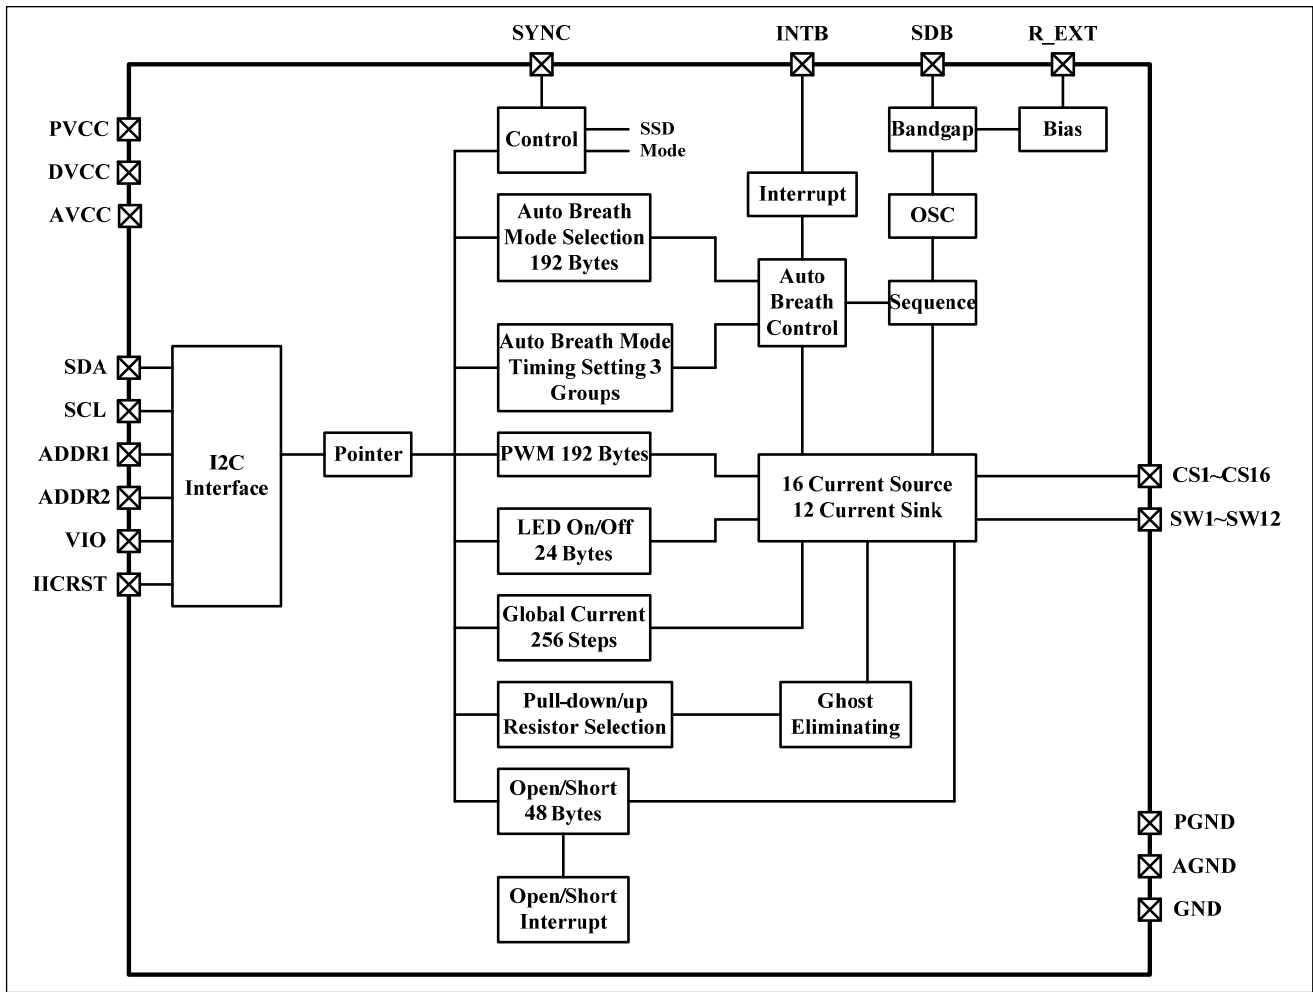 SYNC
INTB
SDB
R_EXT
PVCC
DVCC
AVCC
Control
SSD
Mode
Bandgap
Bias
Interrupt
OSC
Auto Breath
Mode Selection
192 Bytes
Auto
Breath
Control
Sequence
Auto Breath Mode
Timing Setting 3
Groups
SDA
SCL
ADDR1
ADDR2
VIO
IICRST
I2C
Interface
Pointer
PWM 192 Bytes
16 Current Source
12 Current Sink
CS1~CS16
SW1~SW12
LED On/Off
24 Bytes
Global Current
256 Steps
Pull-down/up
Resistor Selection
Ghost
Eliminating
Open/Short
48 Bytes
Open/Short
Interrupt
PGND
AGND
GND